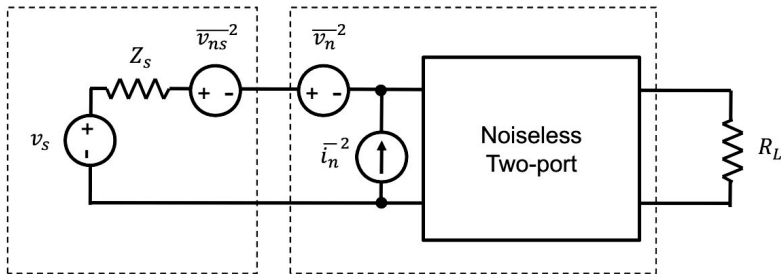 $\overline{v_{ns}}^2$
$\overline{v_n}^2$
$Z_s$
+ -
+ -
+
-
$v_s$
$\overline{i_n}^2$
Noiseless
Two-port
$R_L$